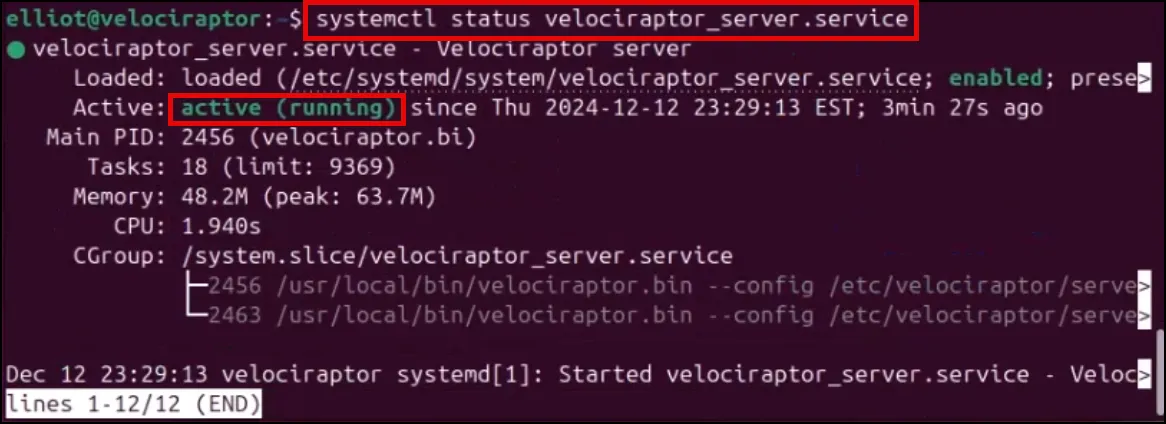 elliot@velociraptor:~$ systemctl status velociraptor_server.service
● velociraptor_server.service - Velociraptor server
Loaded: loaded (/etc/systemd/system/velociraptor_server.service; enabled; prese>
Active: active (running) since Thu 2024-12-12 23:29:13 EST; 3min 27s ago
Main PID: 2456 (velociraptor.bi)
Tasks: 18 (limit: 9369)
Memory: 48.2M (peak: 63.7M)
CPU: 1.940s
CGroup: /system.slice/velociraptor_server.service
├─2456 /usr/local/bin/velociraptor.bin --config /etc/velociraptor/serve>
└─2463 /usr/local/bin/velociraptor.bin --config /etc/velociraptor/serve>
Dec 12 23:29:13 velociraptor systemd[1]: Started velociraptor_server.service - Veloc>
lines 1-12/12 (END)